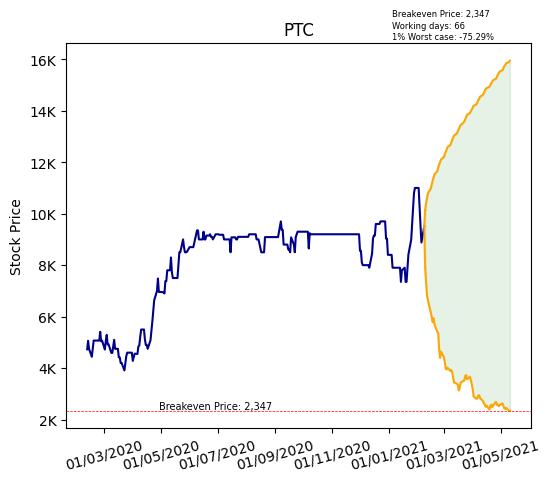 Breakeven Price: 2,347
Working days: 66
1% Worst case: -75.29%
PTC
Stock Price
16K
14K
12K
10K
8K
6K
4K
2K
Breakeven Price: 2,347
01/03/2020
01/05/2020
01/07/2020
01/09/2020
01/11/2020
01/01/2021
01/03/2021
01/05/2021